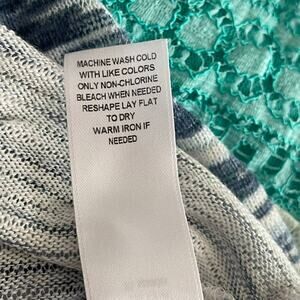 MACHINE WASH COLD
WITH LIKE COLORS
ONLY NON-CHLORINE
BLEACH WHEN NEEDED
RESHAPE LAY FLAT
TO DRY
WARM IRON IF
NEEDED